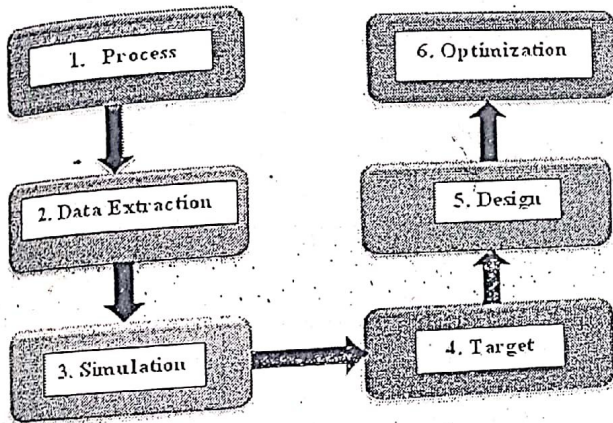 1. Process
2. Data Extraction
3. Simulation
4. Target
5. Design
6. Optimization